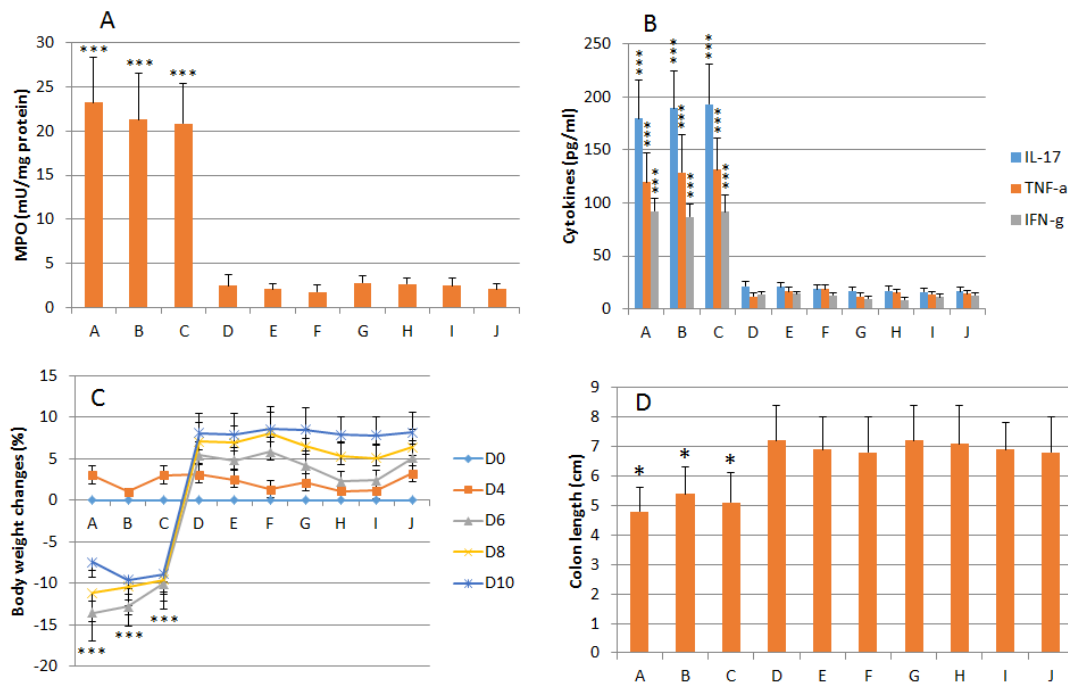 A
MPO (mU/mg protein)
30
25
20
15
10
5
0
***
***
***
A B C D E F G H I J
B
Cytokines (pg/ml)
250
200
150
100
50
0
***
***
***
***
***
***
***
***
***
A B C D E F G H I J
IL-17
TNF-a
IFN-g
C
Body weight changes (%)
15
10
5
0
-5
-10
-15
-20
A B C D E F G H I J
***
***
***
D0
D4
D6
D8
D10
D
Colon length (cm)
9
8
7
6
5
4
3
2
1
0
*
*
*
A B C D E F G H I J